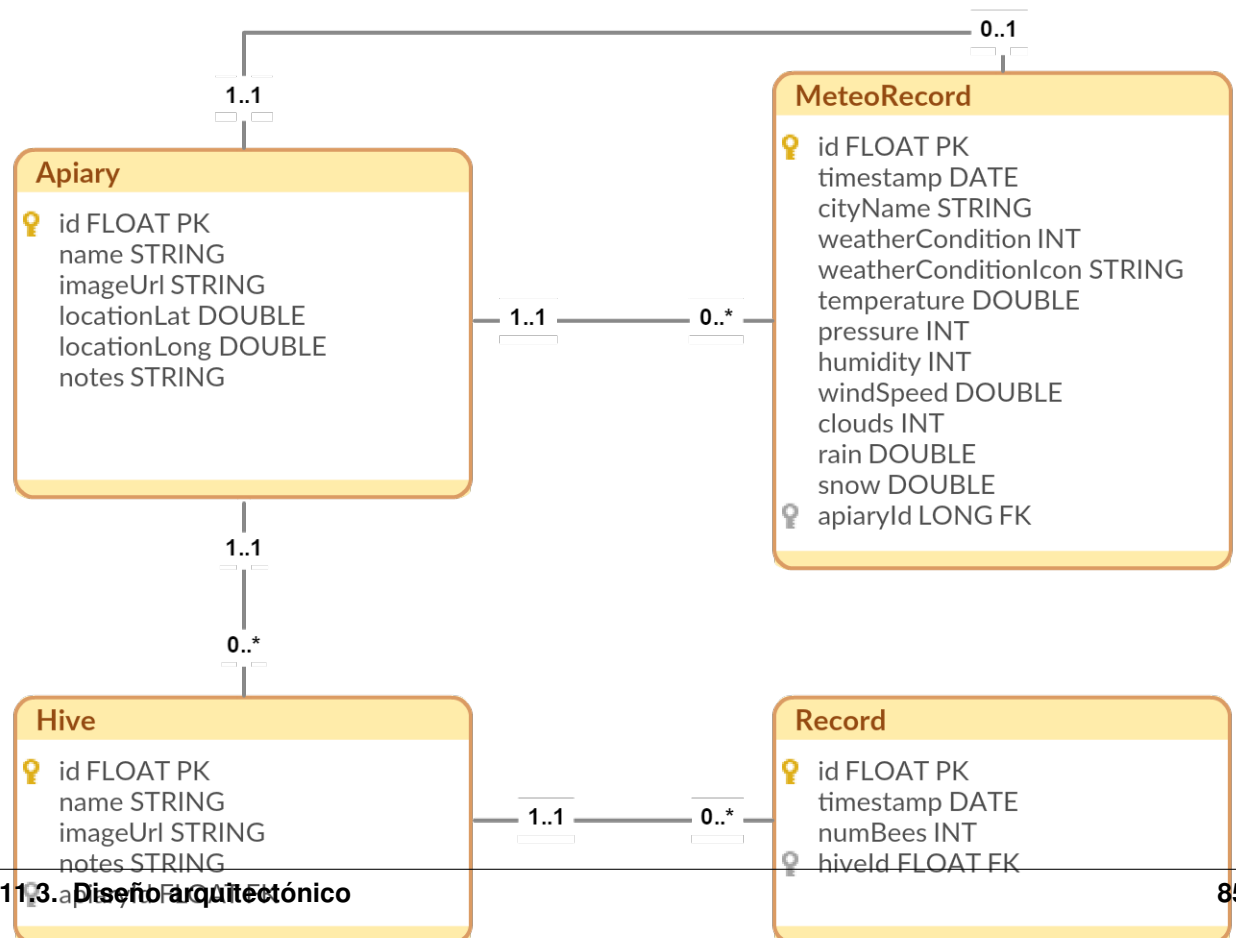 0..1
1..1
MeteoRecord
id FLOAT PK
timestamp DATE
cityName STRING
weatherCondition INT
weatherConditionIcon STRING
temperature DOUBLE
pressure INT
humidity INT
windSpeed DOUBLE
clouds INT
rain DOUBLE
snow DOUBLE
apiaryId LONG FK
Apiary
id FLOAT PK
name STRING
imageUrl STRING
locationLat DOUBLE
locationLong DOUBLE
notes STRING
1..1
0..*
1..1
0..*
Hive
id FLOAT PK
name STRING
imageUrl STRING
notes STRING
apiaryId FLOAT FK
1..1
0..*
Record
id FLOAT PK
timestamp DATE
numBees INT
hiveId FLOAT FK
11.3. Diseño arquitectónico
85